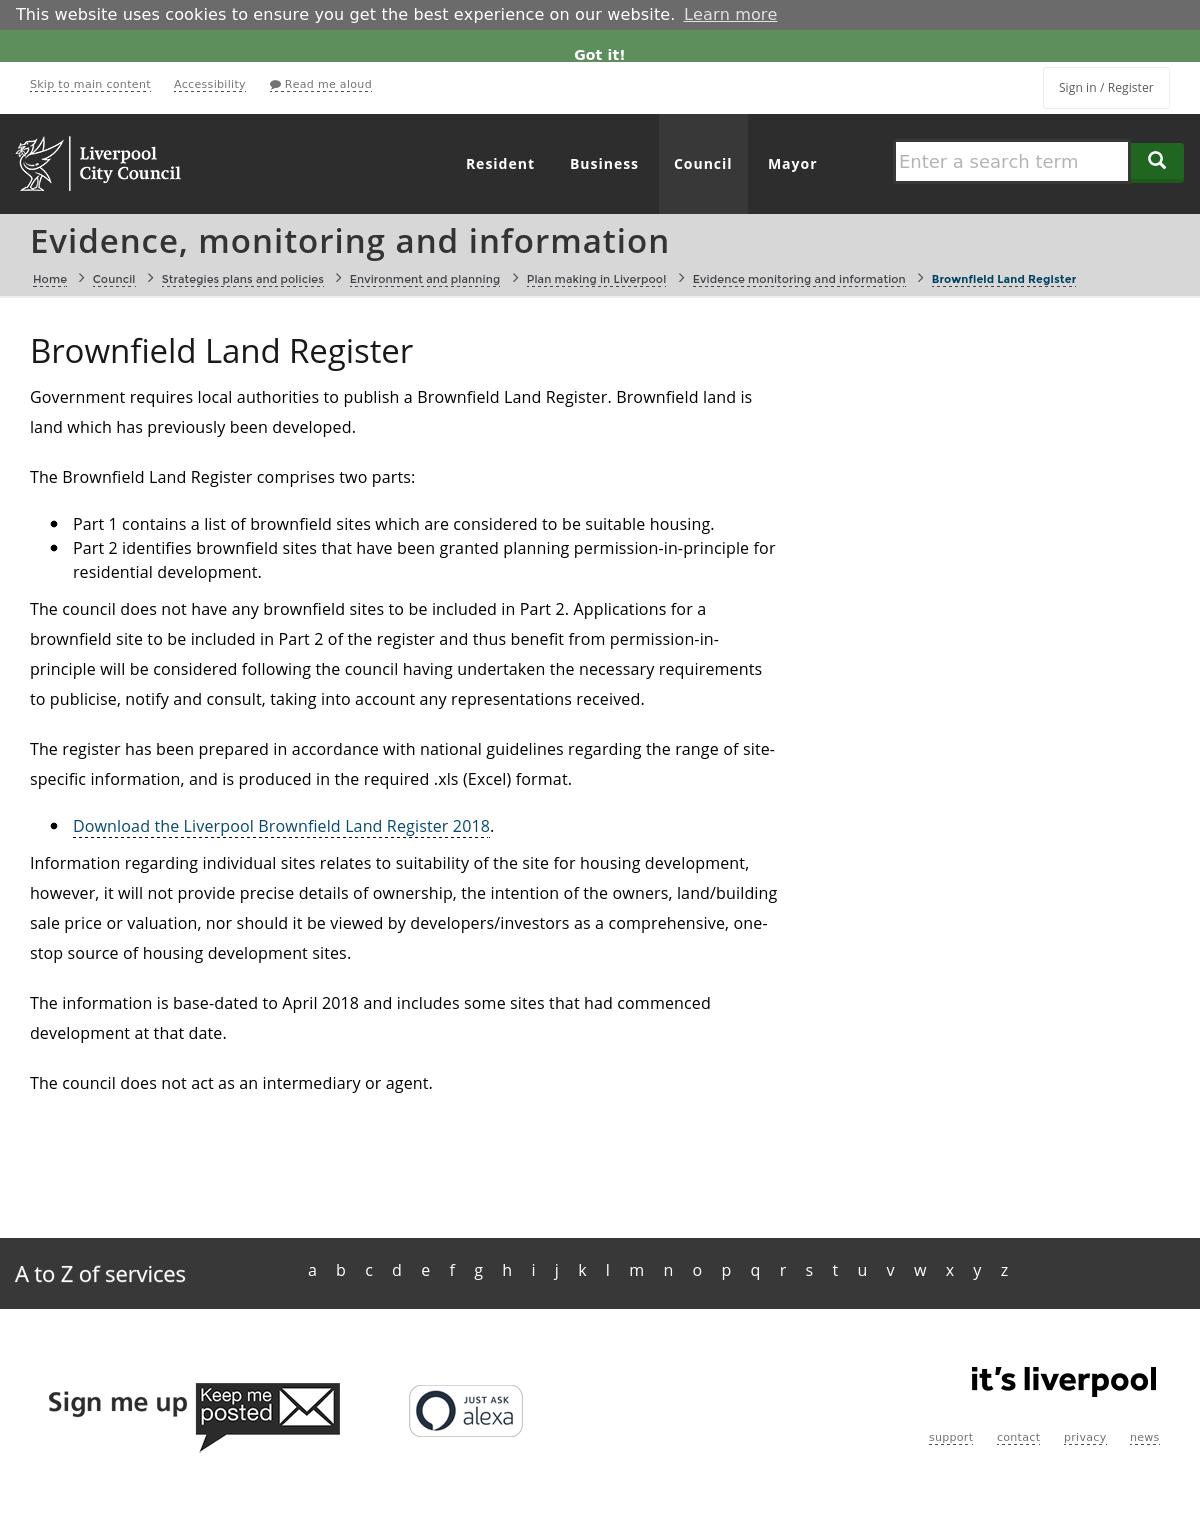 This website uses cookies to ensure you get the best experience on our website. Learn more
Got it!
Skip to main content Accessibility Read me aloud
Sign in / Register
Liverpool
City Council
Resident Business Council Mayor
Enter a search term
Evidence, monitoring and information
Home > Council > Strategies plans and policies > Environment and planning > Plan making in Liverpool > Evidence monitoring and information > Brownfield Land Register
Brownfield Land Register
Government requires local authorities to publish a Brownfield Land Register. Brownfield land is
land which has previously been developed.
The Brownfield Land Register comprises two parts:
Part 1 contains a list of brownfield sites which are considered to be suitable housing.
Part 2 identifies brownfield sites that have been granted planning permission-in-principle for
residential development.
The council does not have any brownfield sites to be included in Part 2. Applications for a
brownfield site to be included in Part 2 of the register and thus benefit from permission-in-
principle will be considered following the council having undertaken the necessary requirements
to publicise, notify and consult, taking into account any representations received.
The register has been prepared in accordance with national guidelines regarding the range of site-
specific information, and is produced in the required .xls (Excel) format.
Download the Liverpool Brownfield Land Register 2018.
Information regarding individual sites relates to suitability of the site for housing development,
however, it will not provide precise details of ownership, the intention of the owners, land/building
sale price or valuation, nor should it be viewed by developers/investors as a comprehensive, one-
stop source of housing development sites.
The information is base-dated to April 2018 and includes some sites that had commenced
development at that date.
The council does not act as an intermediary or agent.
A to Z of services
a b c d e f g h i j k l m n o p q r s t u v w x y z
Sign me up
Keep me
posted
JUST ASK
alexa
it's liverpool
support contact privacy news